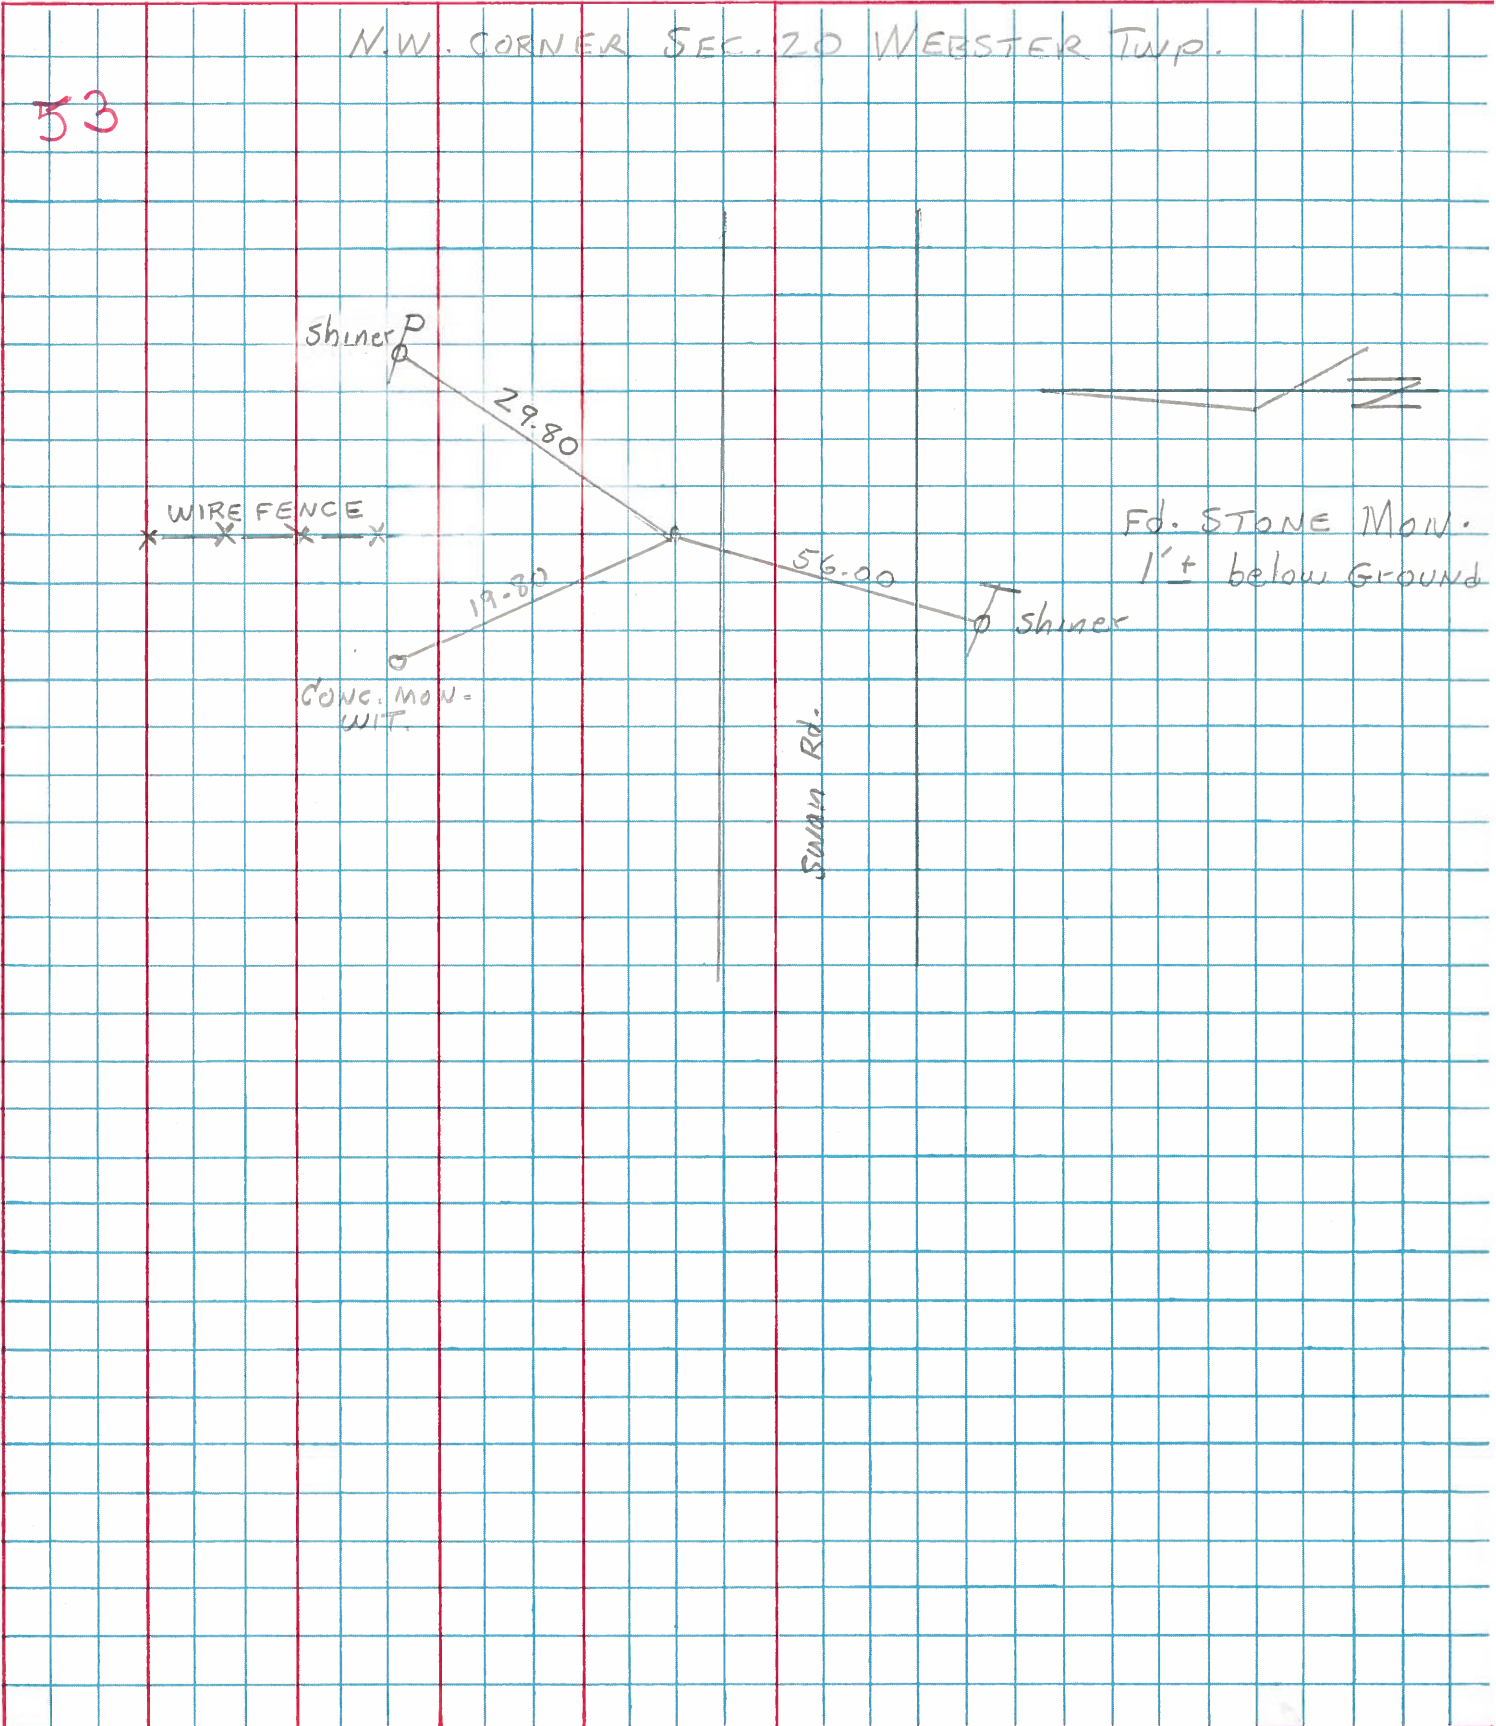 N.W. CORNER SEC. 20 WEBSTER TWP.
53
shiner P
29.80
WIRE FENCE
Fd. STONE MON.
1'± below Ground
56.00
T
shiner
19.80
CONC. MON.
WIT.
Swan Rd.
N